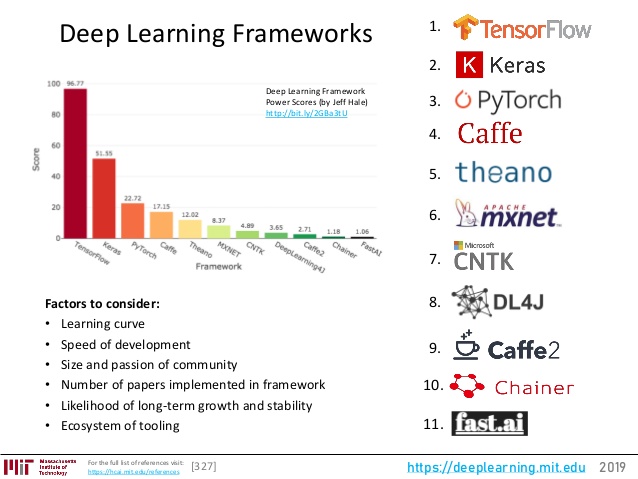 Deep Learning Frameworks
Deep Learning Framework
Power Scores (by Jeff Hale)
http://bit.ly/2GBa3tU
Score
100
80
60
40
20
0
96.77
51.55
22.72
17.15
12.02
8.37
4.89
3.65
2.71
1.18
1.06
TensorFlow
Keras
PyTorch
Caffe
Theano
MXNET
CNTK
DeepLearning4J
Caffe2
Chainer
FastAI
Framework
Factors to consider:
• Learning curve
• Speed of development
• Size and passion of community
• Number of papers implemented in framework
• Likelihood of long-term growth and stability
• Ecosystem of tooling
1. TensorFlow
2. K Keras
3. PyTorch
4. Caffe
5. theano
6. APACHE
mxnet
7. Microsoft
CNTK
8. DL4J
9. Caffe2
10. Chainer
11. fast.ai
Massachusetts
Institute of
Technology
For the full list of references visit:
https://hcai.mit.edu/references
[327]
https://deeplearning.mit.edu 2019